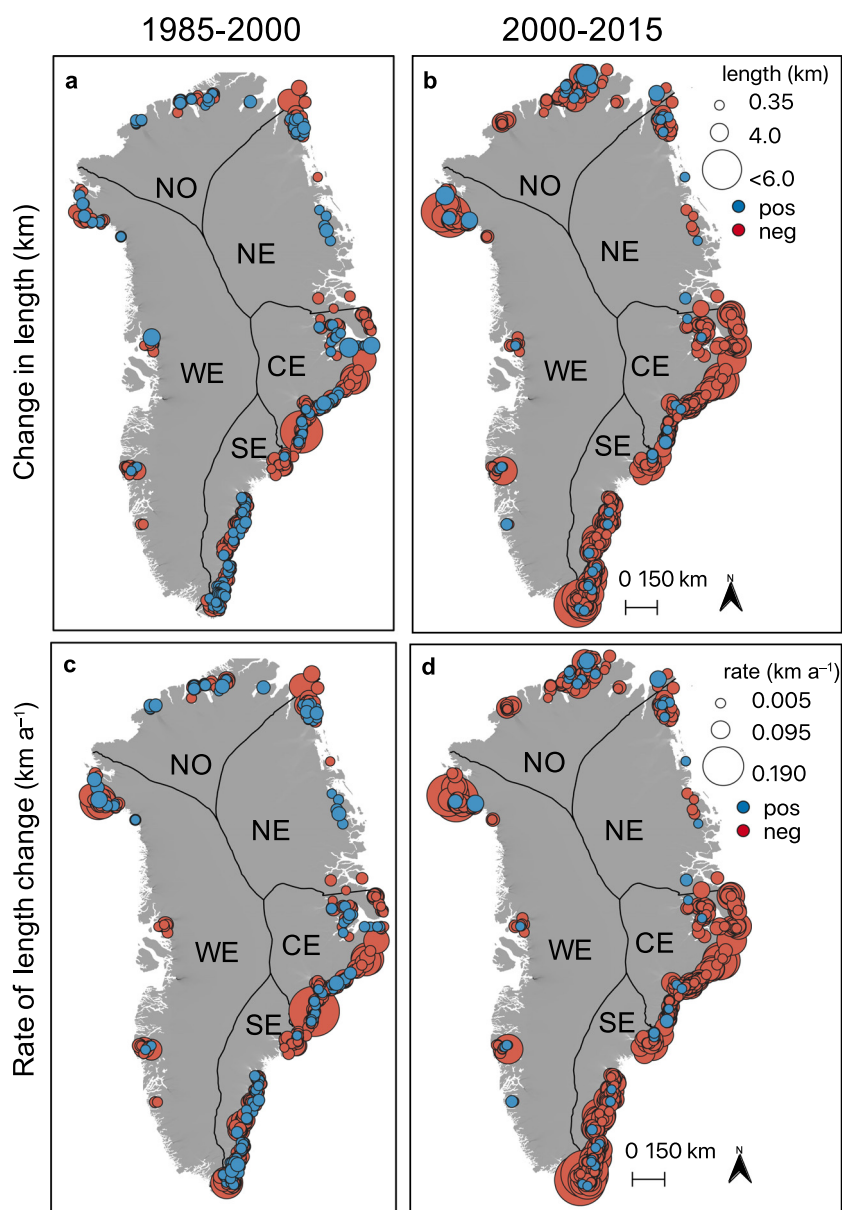 1985-2000
2000-2015
Change in length (km)
a
NO
NE
WE
CE
SE
b
length (km)
0.35
4.0
<6.0
pos
neg
NO
NE
WE
CE
SE
0 150 km
N
Rate of length change (km a⁻¹)
c
NO
NE
WE
CE
SE
d
rate (km a⁻¹)
0.005
0.095
0.190
pos
neg
NO
NE
WE
CE
SE
0 150 km
N